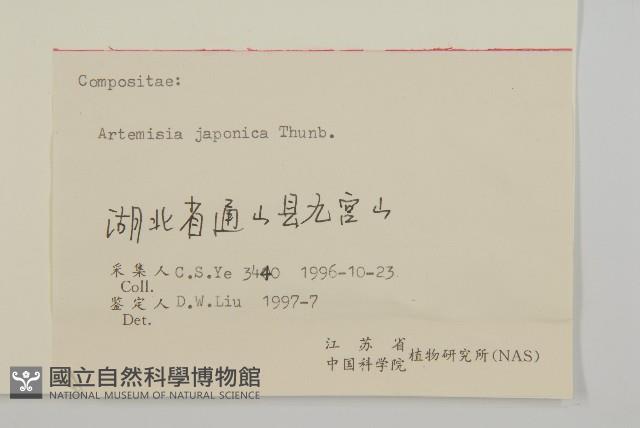 Compositae:
Artemisia japonica Thunb.
湖北省通山县九宫山
采集人 C.S.Ye 3440 1996-10-23
Coll.
鉴定人 D.W.Liu 1997-7
Det.
江苏省
中国科学院 植物研究所(NAS)
國立自然科學博物館
NATIONAL MUSEUM OF NATURAL SCIENCE